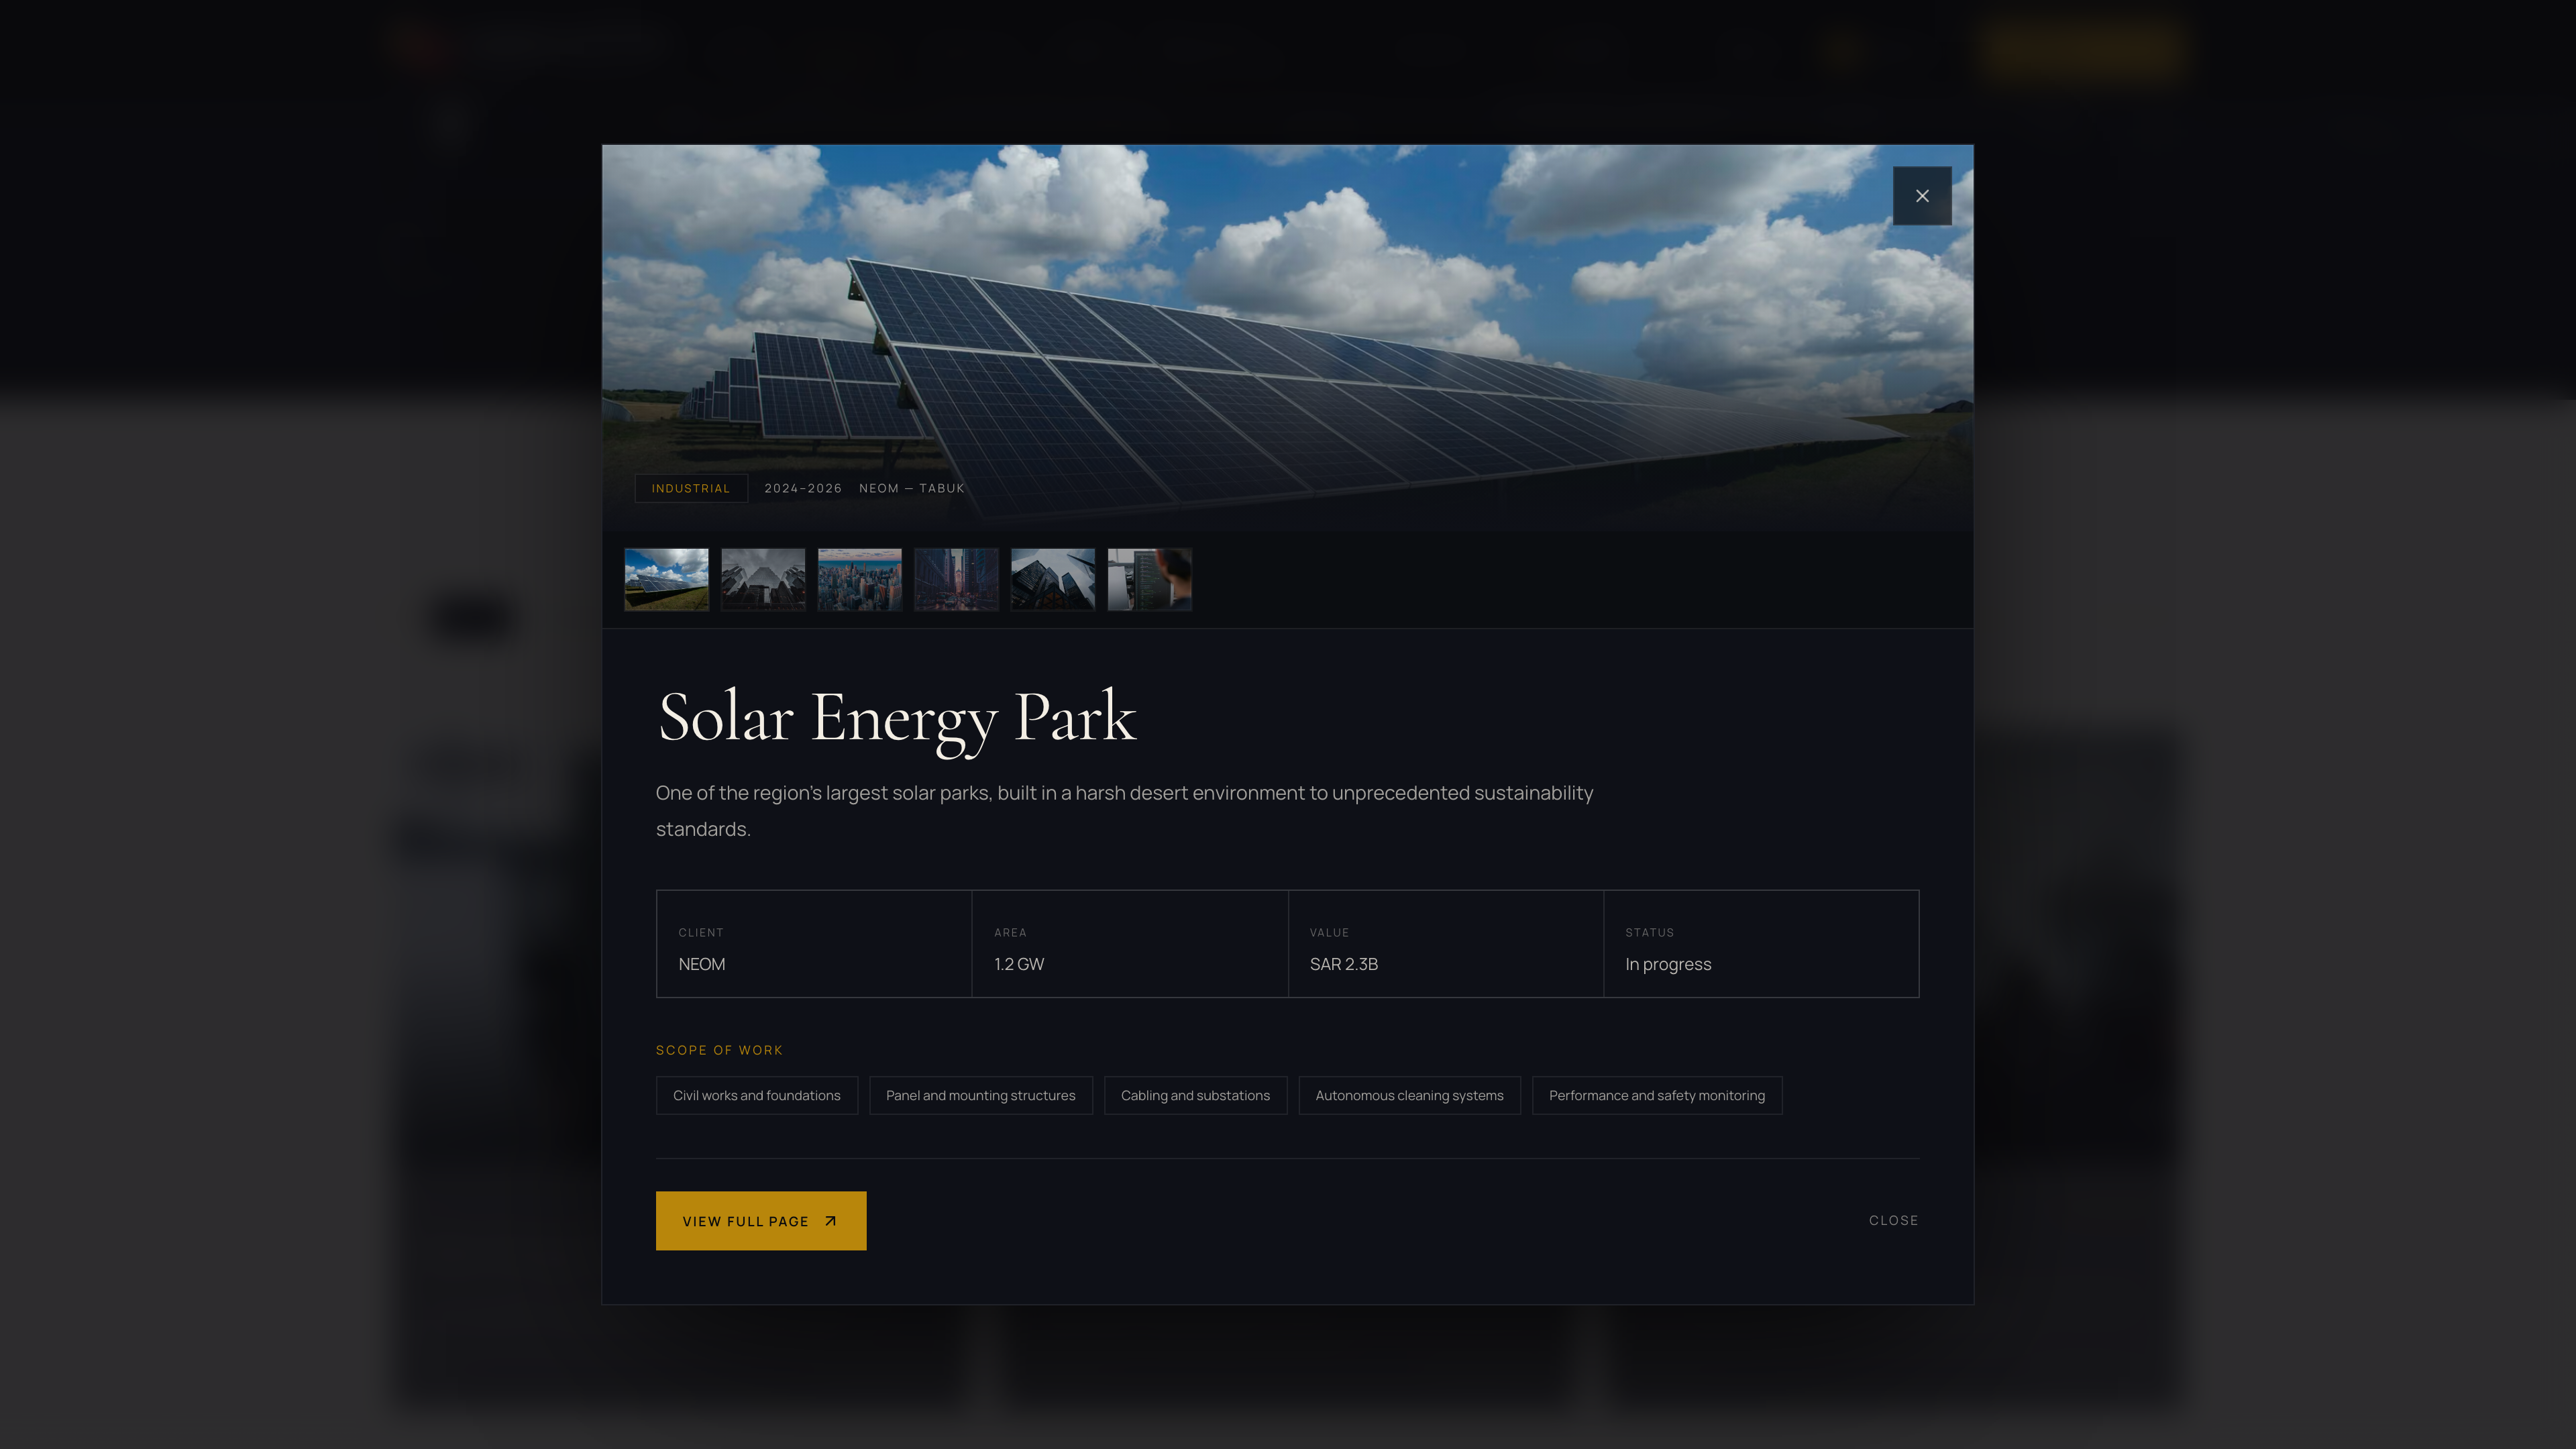 INDUSTRIAL 2024–2026 NEOM — TABUK
Solar Energy Park
One of the region's largest solar parks, built in a harsh desert environment to unprecedented sustainability
standards.
CLIENT AREA VALUE STATUS
NEOM 1.2 GW SAR 2.3B In progress
SCOPE OF WORK
Civil works and foundations Panel and mounting structures Cabling and substations Autonomous cleaning systems Performance and safety monitoring
VIEW FULL PAGE CLOSE